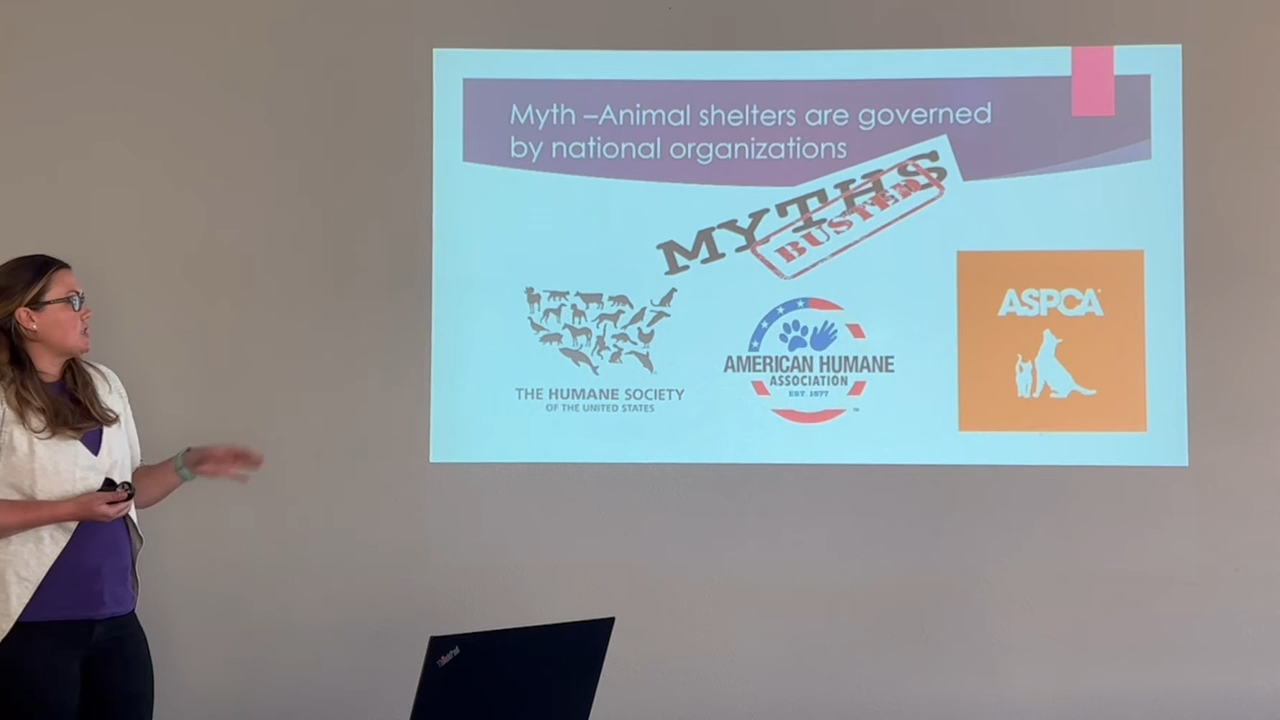 Myth –Animal shelters are governed
by national organizations
MYTHS
BUSTED
THE HUMANE SOCIETY
OF THE UNITED STATES
AMERICAN HUMANE
ASSOCIATION
EST. 1877
ASPCA
ThinkPad